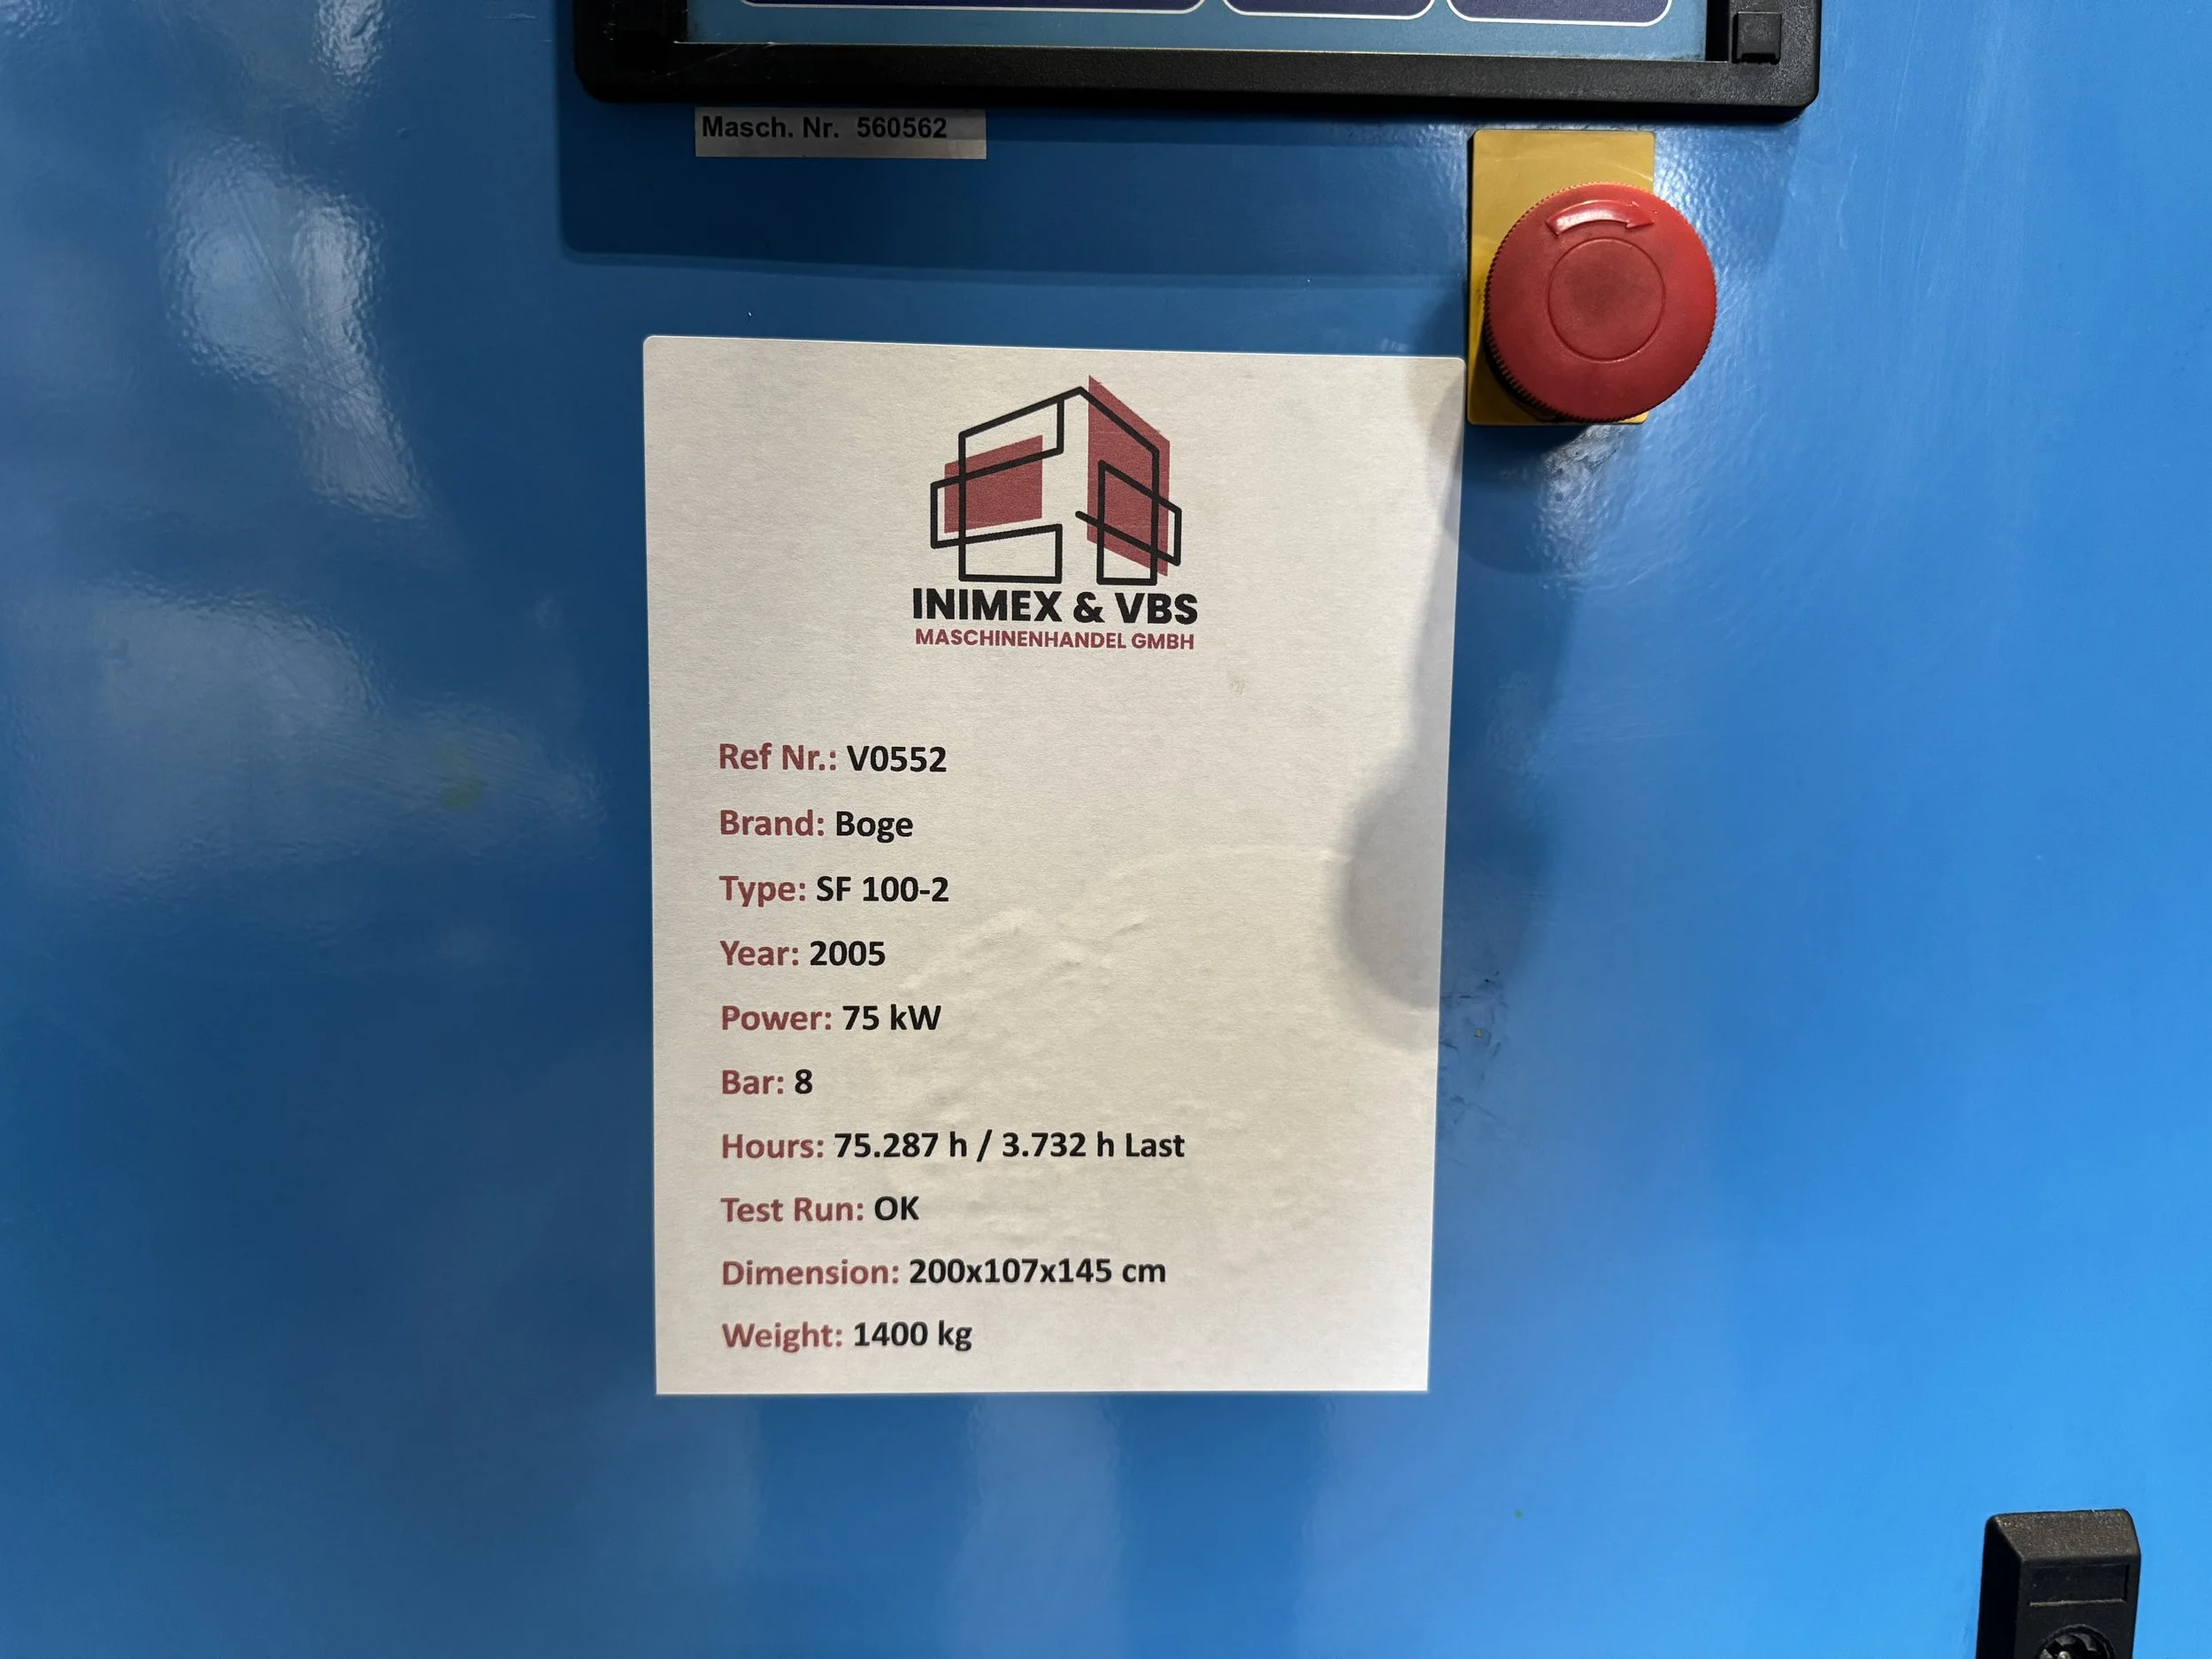 Masch. Nr. 560562
INIMEX & VBS
MASCHINENHANDEL GMBH
Ref Nr.: V0552
Brand: Boge
Type: SF 100-2
Year: 2005
Power: 75 kW
Bar: 8
Hours: 75.287 h / 3.732 h Last
Test Run: OK
Dimension: 200x107x145 cm
Weight: 1400 kg